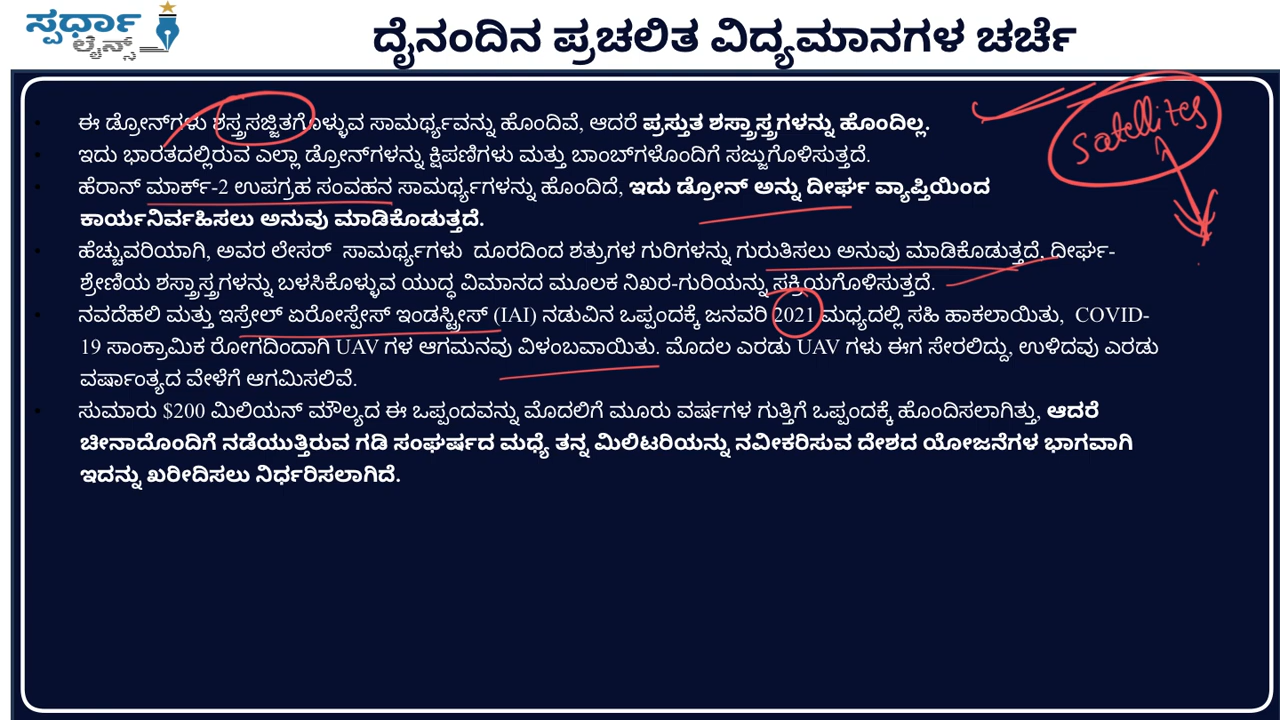 ಸ್ಪರ್ಧಾ
ಲೈನ್ಸ್
ದೈನಂದಿನ ಪ್ರಚಲಿತ ವಿದ್ಯಮಾನಗಳ ಚರ್ಚೆ
satellites
• ಈ ಡ್ರೋನ್‌ಗಳು ಶಸ್ತ್ರಸಜ್ಜಿತಗೊಳ್ಳುವ ಸಾಮರ್ಥ್ಯವನ್ನು ಹೊಂದಿವೆ, ಆದರೆ ಪ್ರಸ್ತುತ ಶಸ್ತ್ರಾಸ್ತ್ರಗಳನ್ನು ಹೊಂದಿಲ್ಲ.
• ಇದು ಭಾರತದಲ್ಲಿರುವ ಎಲ್ಲಾ ಡ್ರೋನ್‌ಗಳನ್ನು ಕ್ಷಿಪಣಿಗಳು ಮತ್ತು ಬಾಂಬ್‌ಗಳೊಂದಿಗೆ ಸಜ್ಜುಗೊಳಿಸುತ್ತದೆ.
• ಹೆರಾನ್ ಮಾರ್ಕ್-2 ಉಪಗ್ರಹ ಸಂವಹನ ಸಾಮರ್ಥ್ಯಗಳನ್ನು ಹೊಂದಿದೆ, ಇದು ಡ್ರೋನ್ ಅನ್ನು ದೀರ್ಘ ವ್ಯಾಪ್ತಿಯಿಂದ
ಕಾರ್ಯನಿರ್ವಹಿಸಲು ಅನುವು ಮಾಡಿಕೊಡುತ್ತದೆ.
• ಹೆಚ್ಚುವರಿಯಾಗಿ, ಅವರ ಲೇಸರ್ ಸಾಮರ್ಥ್ಯಗಳು ದೂರದಿಂದ ಶತ್ರುಗಳ ಗುರಿಗಳನ್ನು ಗುರುತಿಸಲು ಅನುವು ಮಾಡಿಕೊಡುತ್ತದೆ, ದೀರ್ಘ-
ಶ್ರೇಣಿಯ ಶಸ್ತ್ರಾಸ್ತ್ರಗಳನ್ನು ಬಳಸಿಕೊಳ್ಳುವ ಯುದ್ಧ ವಿಮಾನದ ಮೂಲಕ ನಿಖರ-ಗುರಿಯನ್ನು ಸಕ್ರಿಯಗೊಳಿಸುತ್ತದೆ.
• ನವದೆಹಲಿ ಮತ್ತು ಇಸ್ರೇಲ್ ಏರೋಸ್ಪೇಸ್ ಇಂಡಸ್ಟ್ರೀಸ್ (IAI) ನಡುವಿನ ಒಪ್ಪಂದಕ್ಕೆ ಜನವರಿ 2021 ಮಧ್ಯದಲ್ಲಿ ಸಹಿ ಹಾಕಲಾಯಿತು, COVID-
19 ಸಾಂಕ್ರಾಮಿಕ ರೋಗದಿಂದಾಗಿ UAV ಗಳ ಆಗಮನವು ವಿಳಂಬವಾಯಿತು. ಮೊದಲ ಎರಡು UAV ಗಳು ಈಗ ಸೇರಲಿದ್ದು, ಉಳಿದವು ಎರಡು
ವರ್ಷಾಂತ್ಯದ ವೇಳೆಗೆ ಆಗಮಿಸಲಿವೆ.
• ಸುಮಾರು $200 ಮಿಲಿಯನ್ ಮೌಲ್ಯದ ಈ ಒಪ್ಪಂದವನ್ನು ಮೊದಲಿಗೆ ಮೂರು ವರ್ಷಗಳ ಗುತ್ತಿಗೆ ಒಪ್ಪಂದಕ್ಕೆ ಹೊಂದಿಸಲಾಗಿತ್ತು, ಆದರೆ
ಚೀನಾದೊಂದಿಗೆ ನಡೆಯುತ್ತಿರುವ ಗಡಿ ಸಂಘರ್ಷದ ಮಧ್ಯೆ ತನ್ನ ಮಿಲಿಟರಿಯನ್ನು ನವೀಕರಿಸುವ ದೇಶದ ಯೋಜನೆಗಳ ಭಾಗವಾಗಿ
ಇದನ್ನು ಖರೀದಿಸಲು ನಿರ್ಧರಿಸಲಾಗಿದೆ.